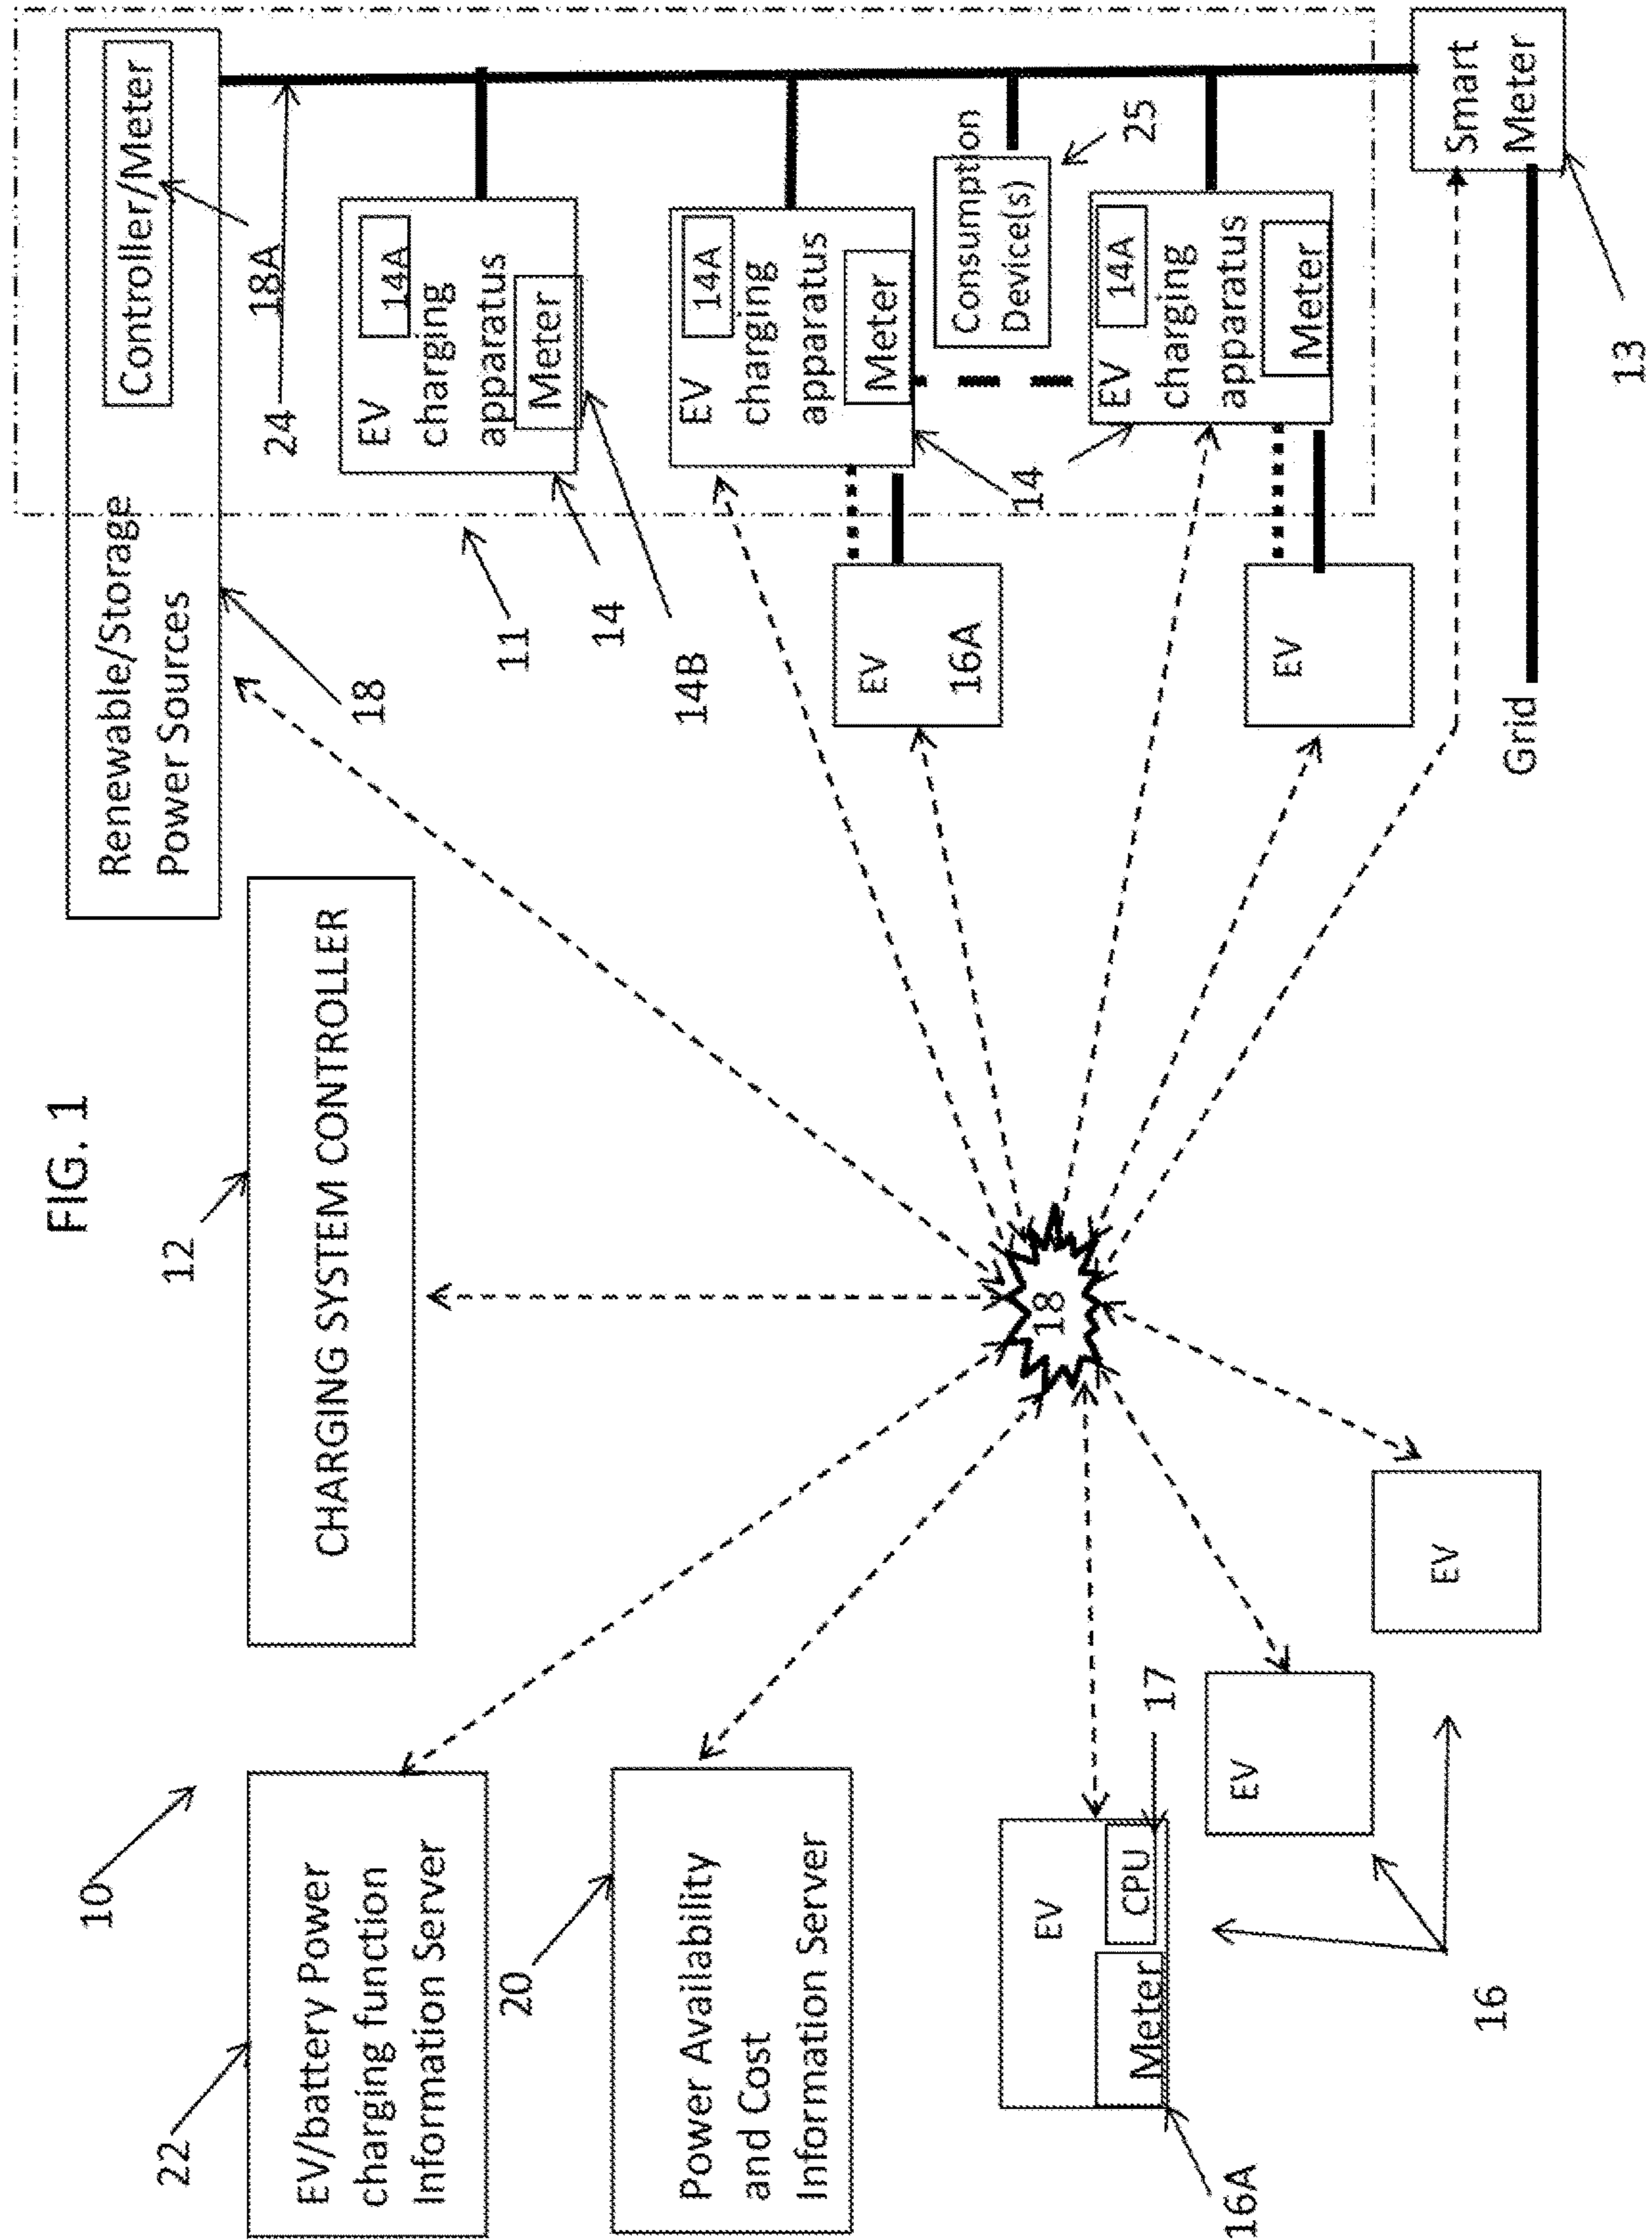 FIG. 1
10
22
EV/battery Power
charging function
Information Server
20
Power Availability
and Cost
Information Server
12
CHARGING SYSTEM CONTROLLER
Renewable/Storage
Power Sources
Controller/Meter
18A
24
18
11
EV
14A
charging
apparatus
Meter
14
14B
EV
14A
charging
apparatus
Meter
14
Consumption
Device(s)
25
EV
14A
charging
apparatus
Meter
EV
16A
EV
Smart
Meter
13
Grid
18
EV
CPU
Meter
17
16A
EV
EV
16